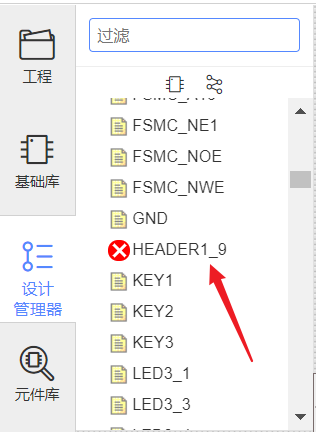 工程
基础库
设计
管理器
元件库
过滤
FSMC_NE1
FSMC_NOE
FSMC_NWE
GND
HEADER1_9
KEY1
KEY2
KEY3
LED3_1
LED3_3